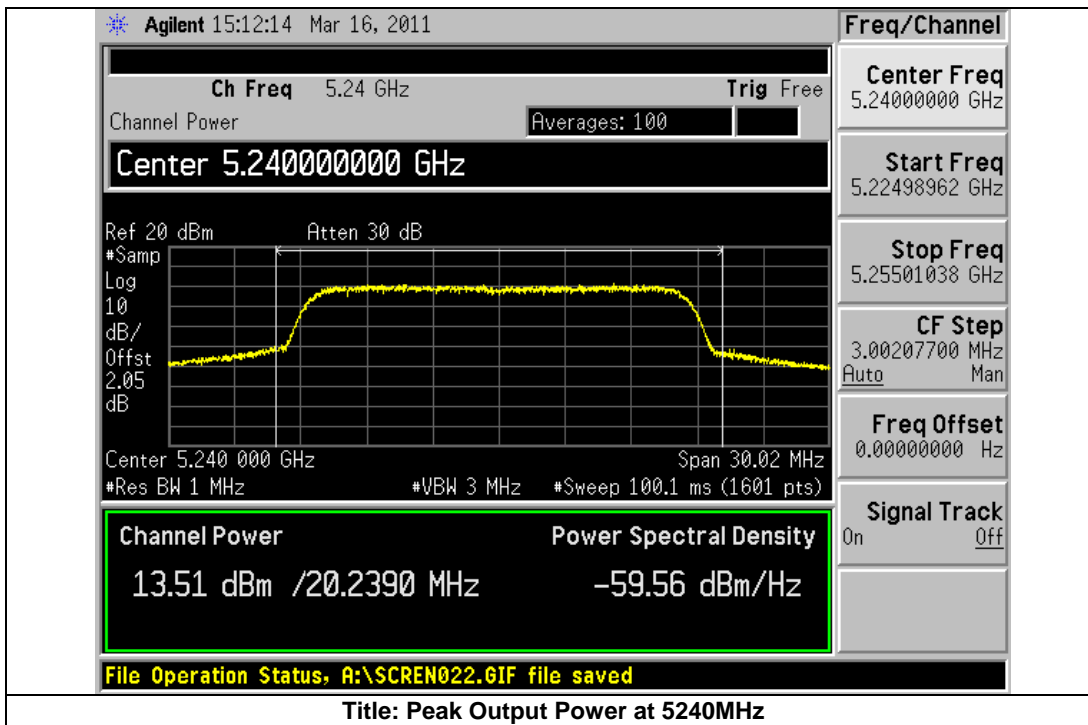 Agilent 15:12:14 Mar 16, 2011
Freq/Channel
Ch Freq 5.24 GHz
Trig Free
Channel Power
Averages: 100
Center 5.240000000 GHz
Ref 20 dBm
Atten 30 dB
#Samp
Log
10
dB/
Offst
2.05
dB
Center 5.240 000 GHz
Span 30.02 MHz
#Res BW 1 MHz
#VBW 3 MHz
#Sweep 100.1 ms (1601 pts)
Channel Power
Power Spectral Density
13.51 dBm /20.2390 MHz
-59.56 dBm/Hz
File Operation Status, A:\SCREN022.GIF file saved
Center Freq
5.24000000 GHz
Start Freq
5.22498962 GHz
Stop Freq
5.25501038 GHz
CF Step
3.00207700 MHz
Auto Man
Freq Offset
0.00000000 Hz
Signal Track
On Off
Title: Peak Output Power at 5240MHz